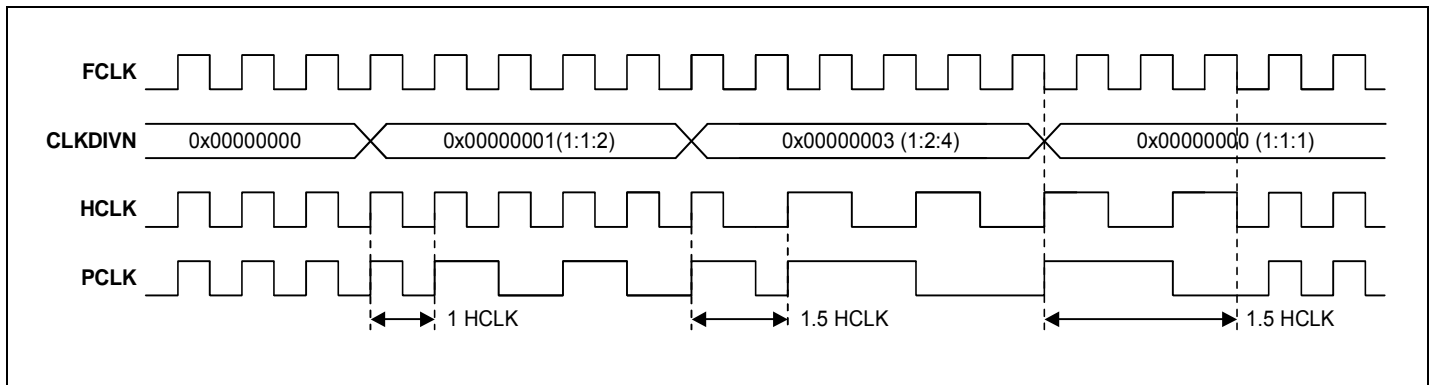 FCLK
CLKDIVN 0x00000000 0x00000001(1:1:2) 0x00000003 (1:2:4) 0x00000000 (1:1:1)
HCLK
PCLK
1 HCLK 1.5 HCLK 1.5 HCLK